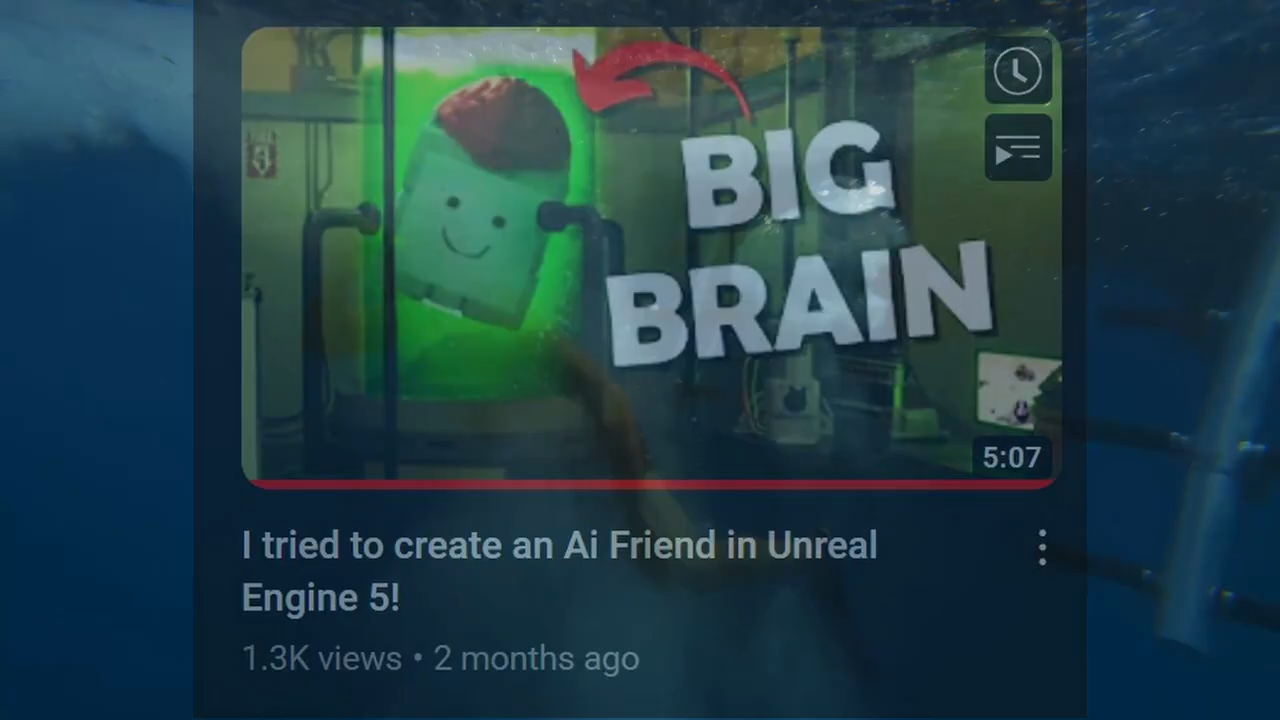 BIG
BRAIN
5:07
I tried to create an Ai Friend in Unreal
Engine 5!
1.3K views • 2 months ago